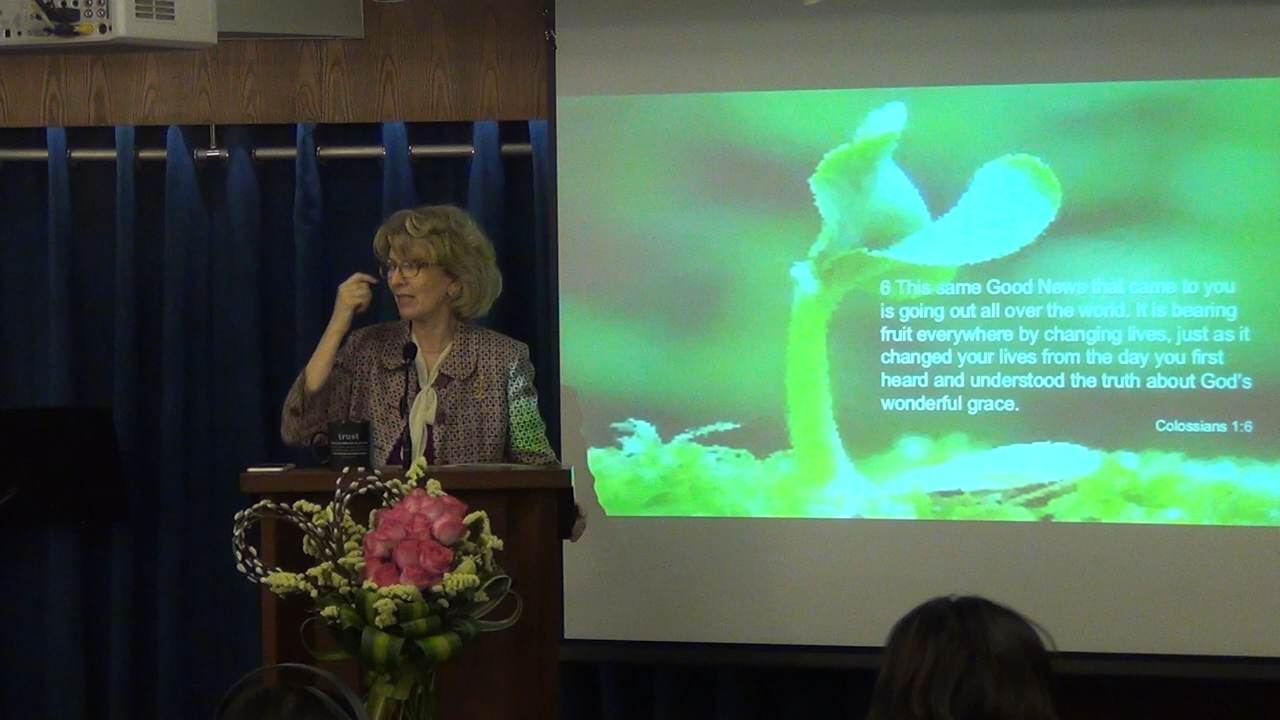 6 This same Good News that came to you
is going out all over the world. It is bearing
fruit everywhere by changing lives, just as it
changed your lives from the day you first
heard and understood the truth about God's
wonderful grace.
Colossians 1:6
trust